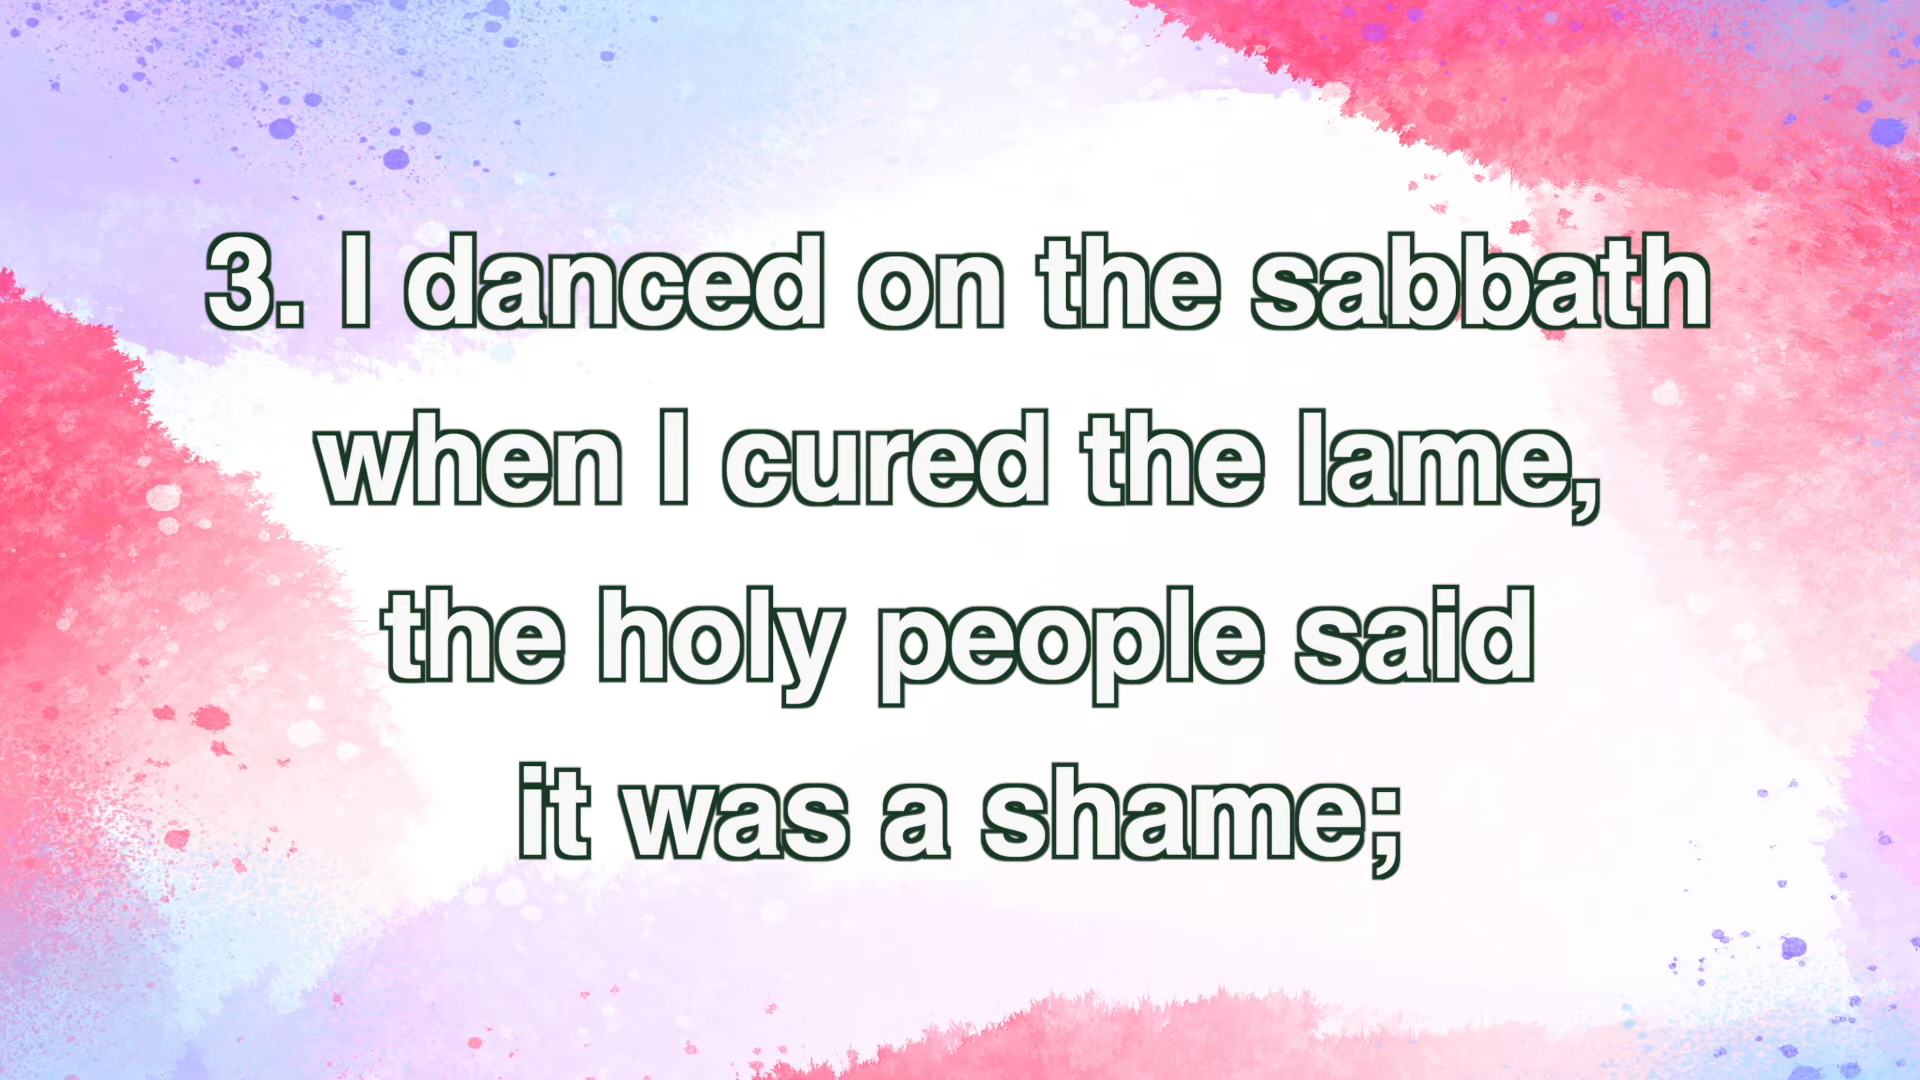 3. I danced on the sabbath
when I cured the lame,
the holy people said
it was a shame;